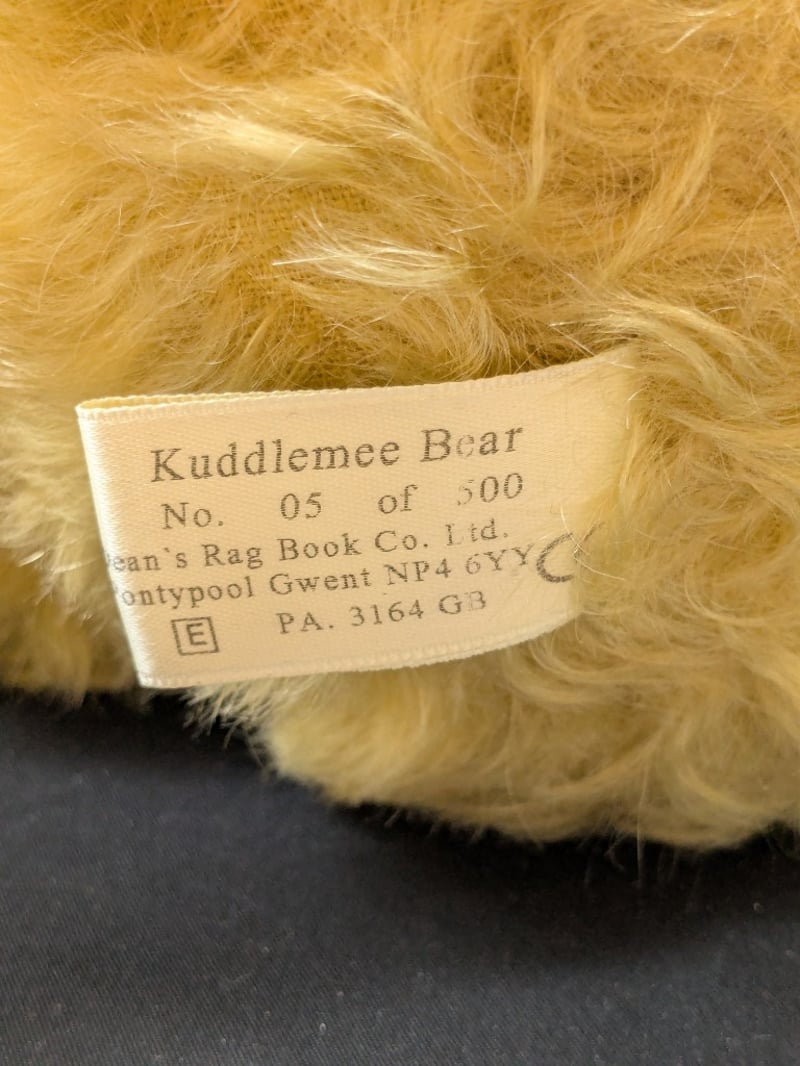 Kuddlemee Bear
No. 05 of 500
ean's Rag Book Co. Ltd.
ontypool Gwent NP4 6YY
E PA. 3164 GB